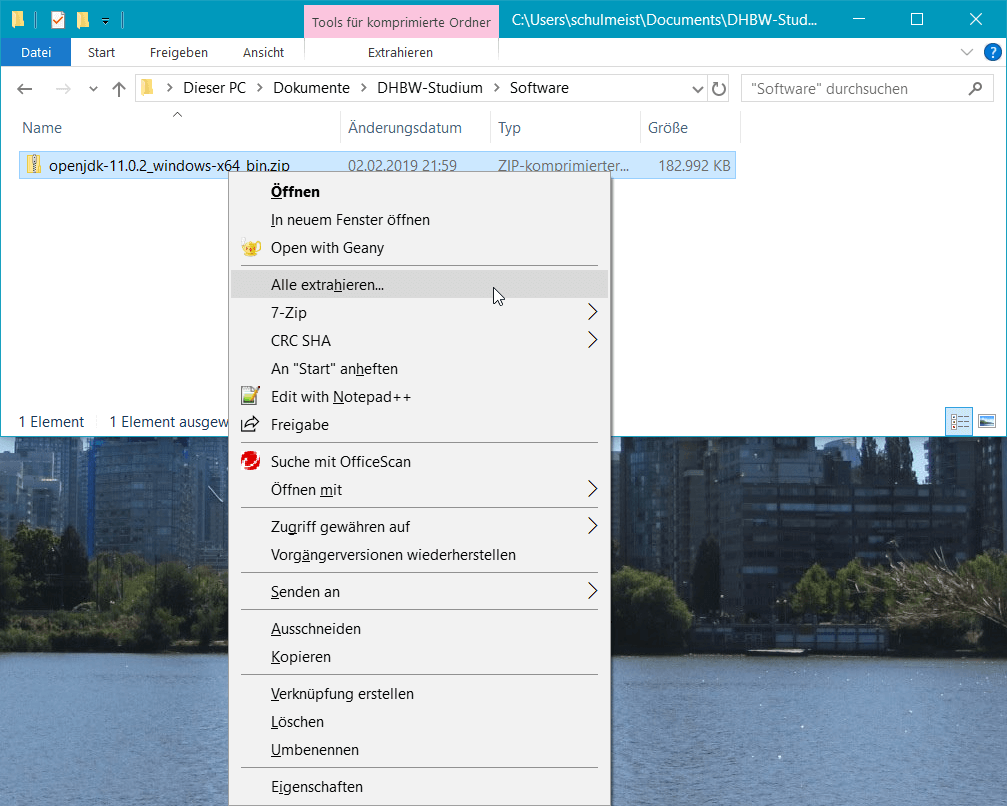 Tools für komprimierte Ordner
C:\Users\schulmeist\Documents\DHBW-Stud...
Datei
Start
Freigeben
Ansicht
Extrahieren
?
Dieser PC > Dokumente > DHBW-Studium > Software
"Software" durchsuchen
Name
Änderungsdatum
Typ
Größe
openjdk-11.0.2_windows-x64_bin.zip
02.02.2019 21:59
ZIP-komprimierter...
182.992 KB
Öffnen
In neuem Fenster öffnen
Open with Geany
Alle extrahieren...
7-Zip
CRC SHA
An "Start" anheften
Edit with Notepad++
Freigabe
Suche mit OfficeScan
Öffnen mit
Zugriff gewähren auf
Vorgängerversionen wiederherstellen
Senden an
Ausschneiden
Kopieren
Verknüpfung erstellen
Löschen
Umbenennen
Eigenschaften
1 Element
1 Element ausgew